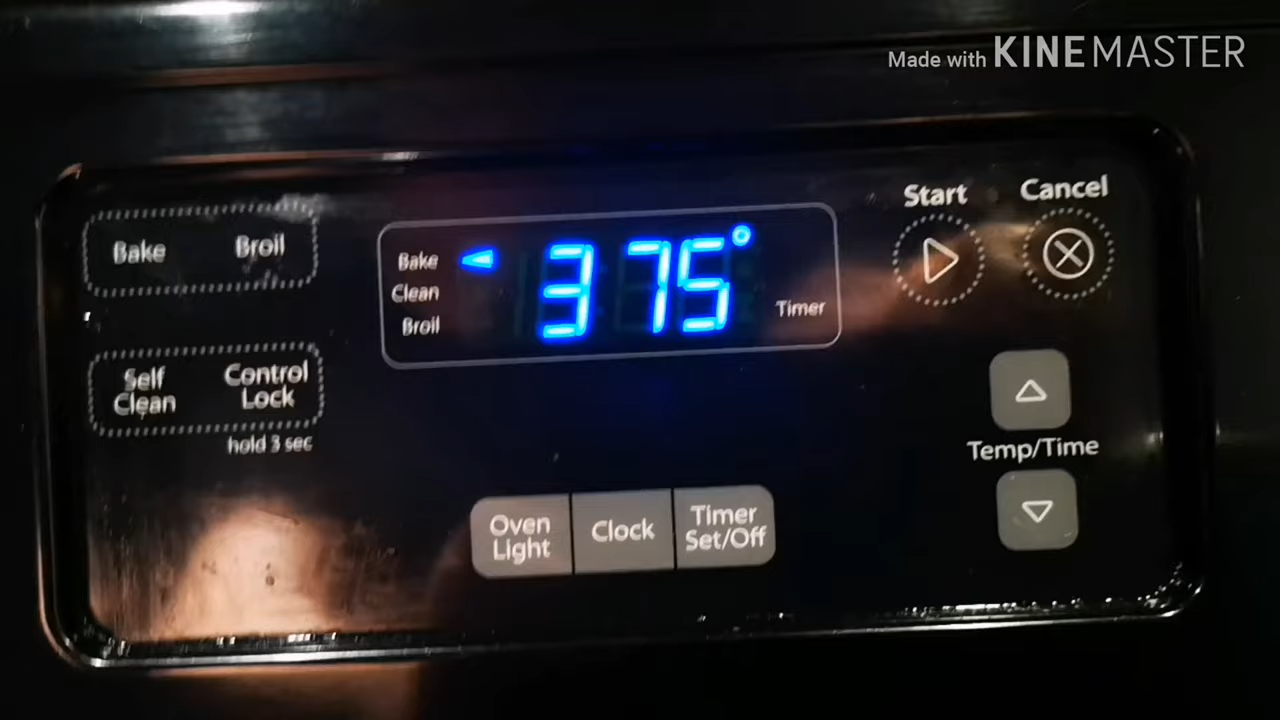 Made with KINEMASTER
Start Cancel
Bake Broil
Bake
Clean
Broil
375°
Timer
Self Clean
Control Lock
hold 3 sec
Temp/Time
Oven Light
Clock
Timer Set/Off